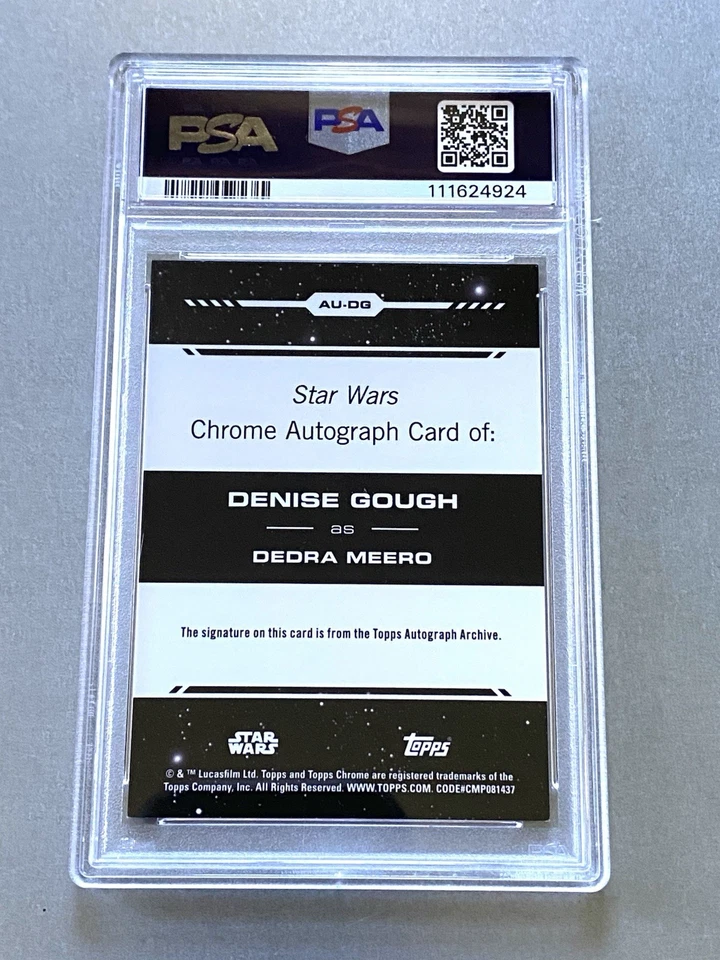 PSA
PSA
111624924
AU-DG
Star Wars
Chrome Autograph Card of:
DENISE GOUGH
as
DEDRA MEERO
The signature on this card is from the Topps Autograph Archive.
STAR WARS
Topps
© & ™ Lucasfilm Ltd. Topps and Topps Chrome are registered trademarks of the
Topps Company, Inc. All Rights Reserved. WWW.TOPPS.COM. CODE#CMP081437